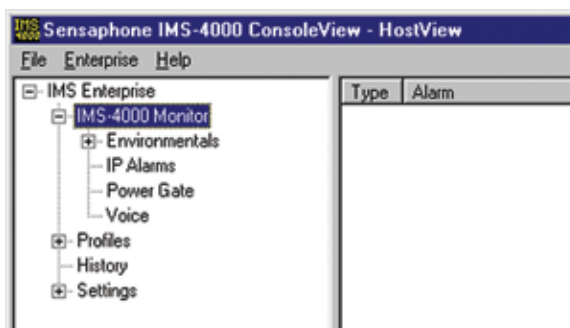 IMS 4000 Sensaphone IMS-4000 ConsoleView - HostView
File Enterprise Help
Type Alarm
IMS Enterprise
IMS-4000 Monitor
Environmentals
IP Alarms
Power Gate
Voice
Profiles
History
Settings